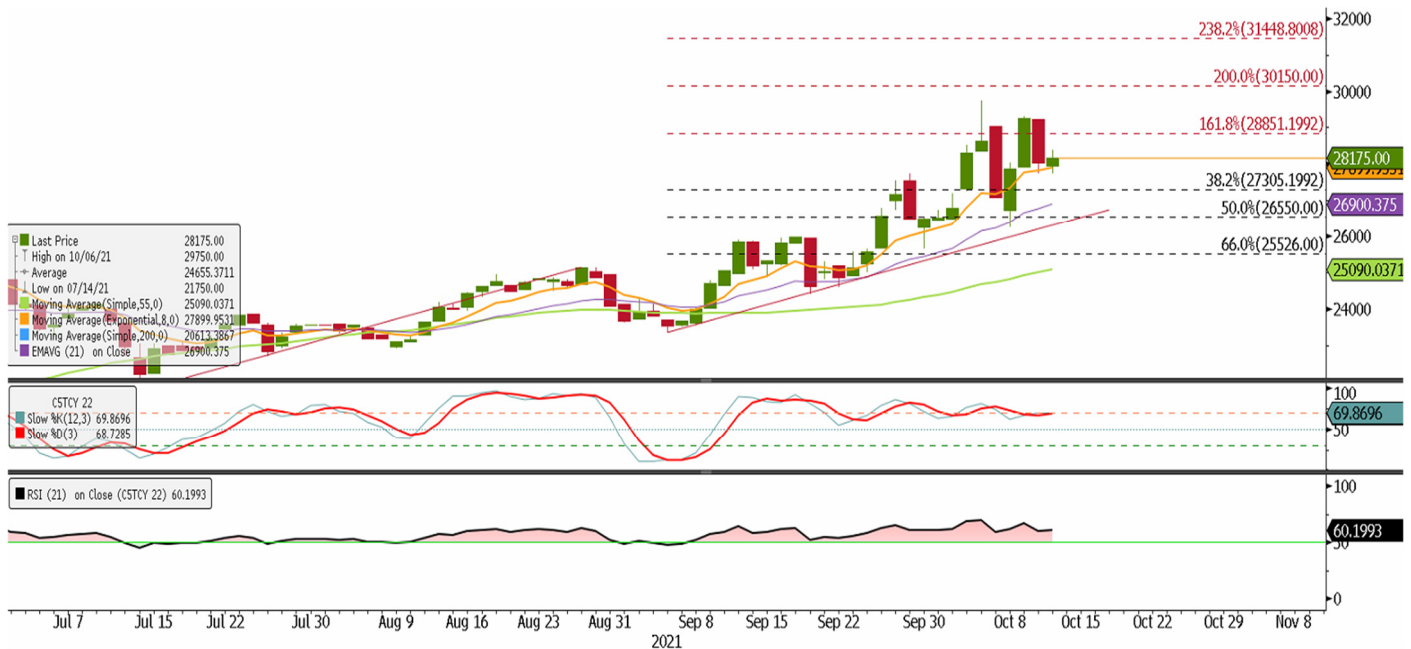 32000
238.2%(31448.8008)
200.0%(30150.00)
30000
161.8%(28851.1992)
28175.00
38.2%(27305.1992)
26900.375
50.0%(26550.00)
26000
66.0%(25526.00)
25090.0371
24000
Last Price 28175.00
High on 10/06/21 29750.00
Average 24655.3711
Low on 07/14/21 21750.00
Moving Average(Simple,55,0) 25090.0371
Moving Average(Exponential,8,0) 27899.9531
Moving Average(Simple,200,0) 20613.3867
EMAVG (21) on Close 26900.375
C5TCY 22
Slow %K(12,3) 69.8696
Slow %D(3) 68.7285
100
69.8696
50
RSI (21) on Close (C5TCY 22) 60.1993
100
60.1993
50
0
Jul 7 Jul 15 Jul 22 Jul 30 Aug 9 Aug 16 Aug 23 Aug 31 Sep 8 Sep 15 Sep 22 Sep 30 Oct 8 Oct 15 Oct 22 Oct 29 Nov 8
2021